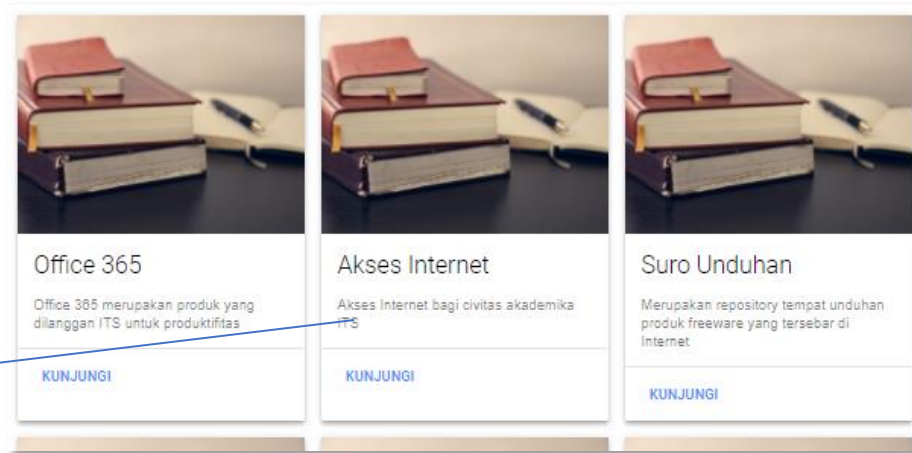 Office 365
Office 365 merupakan produk yang
dilanggan ITS untuk produktifitas
KUNJUNGI
Akses Internet
Akses Internet bagi civitas akademika
ITS
KUNJUNGI
Suro Unduhan
Merupakan repository tempat unduhan
produk freeware yang tersebar di
Internet
KUNJUNGI